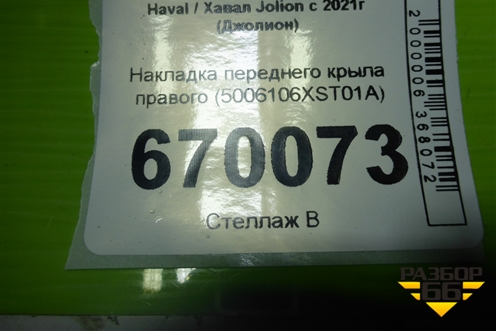 Haval / Хавал Jolion с 2021г
(Джолион)
Накладка переднего крыла
правого (5006106XST01A)
670073
Стеллаж В
2000006368072
РАЗБОР
66